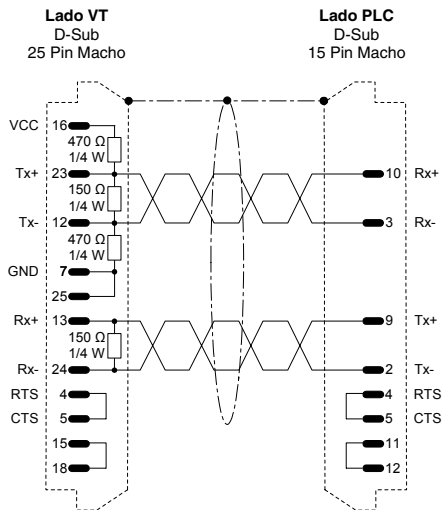 Lado VT
D-Sub
25 Pin Macho
Lado PLC
D-Sub
15 Pin Macho
VCC 16
470 Ω
1/4 W
Tx+ 23
10 Rx+
150 Ω
1/4 W
Tx- 12
3 Rx-
470 Ω
1/4 W
GND 7
25
Rx+ 13
9 Tx+
150 Ω
1/4 W
Rx- 24
2 Tx-
RTS 4
4 RTS
CTS 5
5 CTS
15
11
18
12